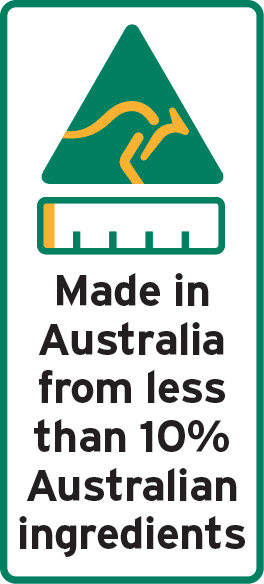 Made in
Australia
from less
than 10%
Australian
ingredients